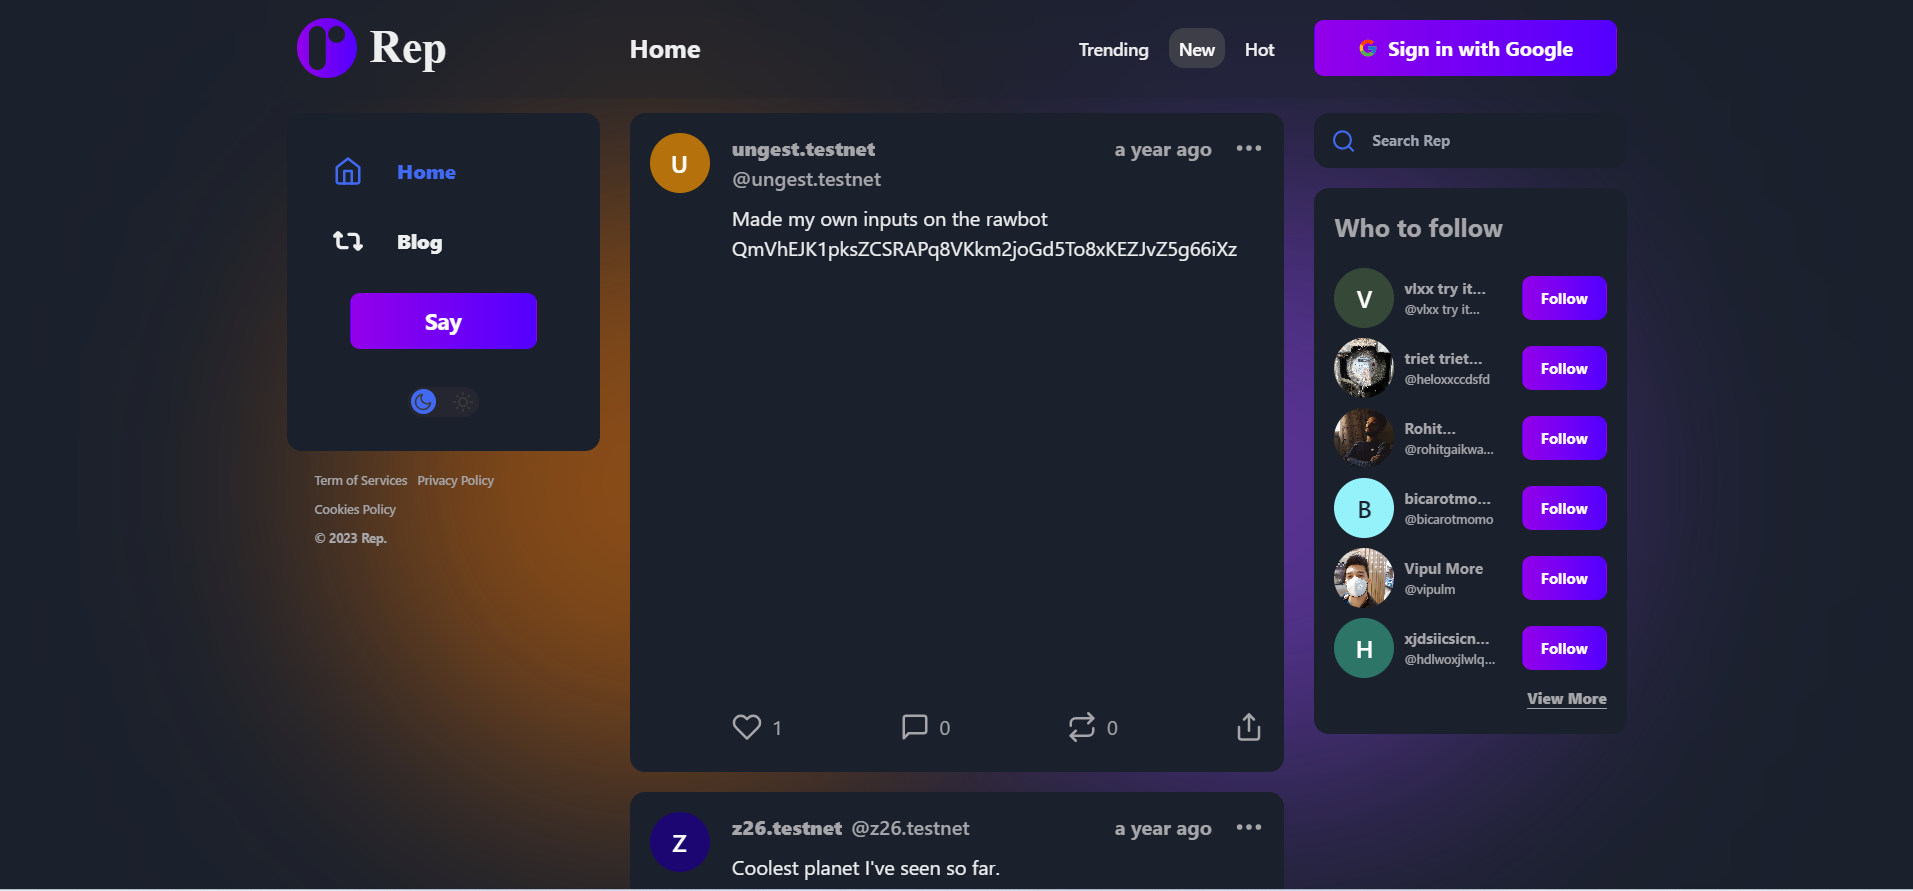 Rep
Home
Trending
New
Hot
Sign in with Google
Home
Blog
Say
Term of Services Privacy Policy
Cookies Policy
© 2023 Rep.
U
ungest.testnet
a year ago
@ungest.testnet
Made my own inputs on the rawbot
QmVhEJK1pksZCSRAPq8VKkm2joGd5To8xKEZJvZ5g66iXz
1
0
0
Z
z26.testnet @z26.testnet
a year ago
Coolest planet I've seen so far.
Search Rep
Who to follow
V
vlxx try it...
@vlxx try it...
Follow
triet triet...
@heloxxccdsfd
Follow
Rohit...
@rohitgaikwa...
Follow
B
bicarotmo...
@bicarotmomo
Follow
Vipul More
@vipulm
Follow
H
xjdsiicsicn...
@hdlwoxjlwlq...
Follow
View More